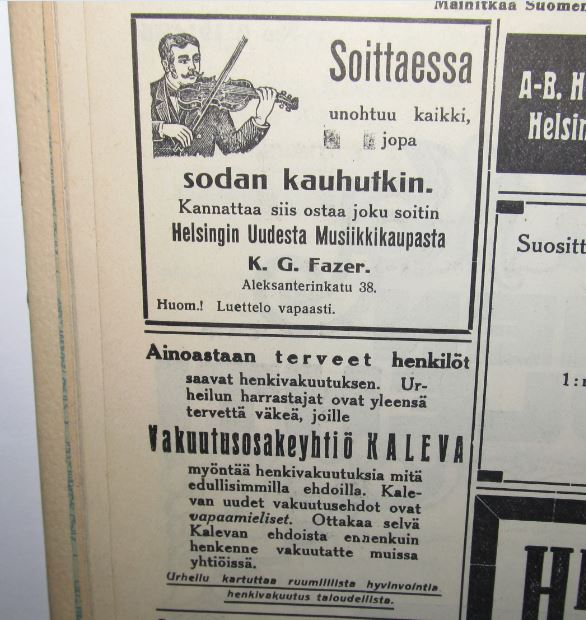 Mainitkaa Suomen
Soittaessa
unohtuu kaikki,
jopa
sodan kauhutkin.
Kannattaa siis ostaa joku soitin
Helsingin Uudesta Musiikkikaupasta
K. G. Fazer.
Aleksanterinkatu 38.
Huom.! Luettelo vapaasti.
Ainoastaan terveet henkilöt
saavat henkivakuutuksen. Ur-
heilun harrastajat ovat yleensä
tervettä väkeä, joille
Vakuutusosakeyhtiö KALEVA
myöntää henkivakuutuksia mitä
edullisimmilla ehdoilla. Kale-
van uudet vakuutusehdot ovat
vapaamieliset. Ottakaa selvä
Kalevan ehdoista ennenkuin
henkenne vakuutatte muissa
yhtiöissä.
Urheilu kartuttaa ruumiillista hyvinvointia
henkivakuutus taloudellista.
A-B. H
Helsin
Suositt
1:
H